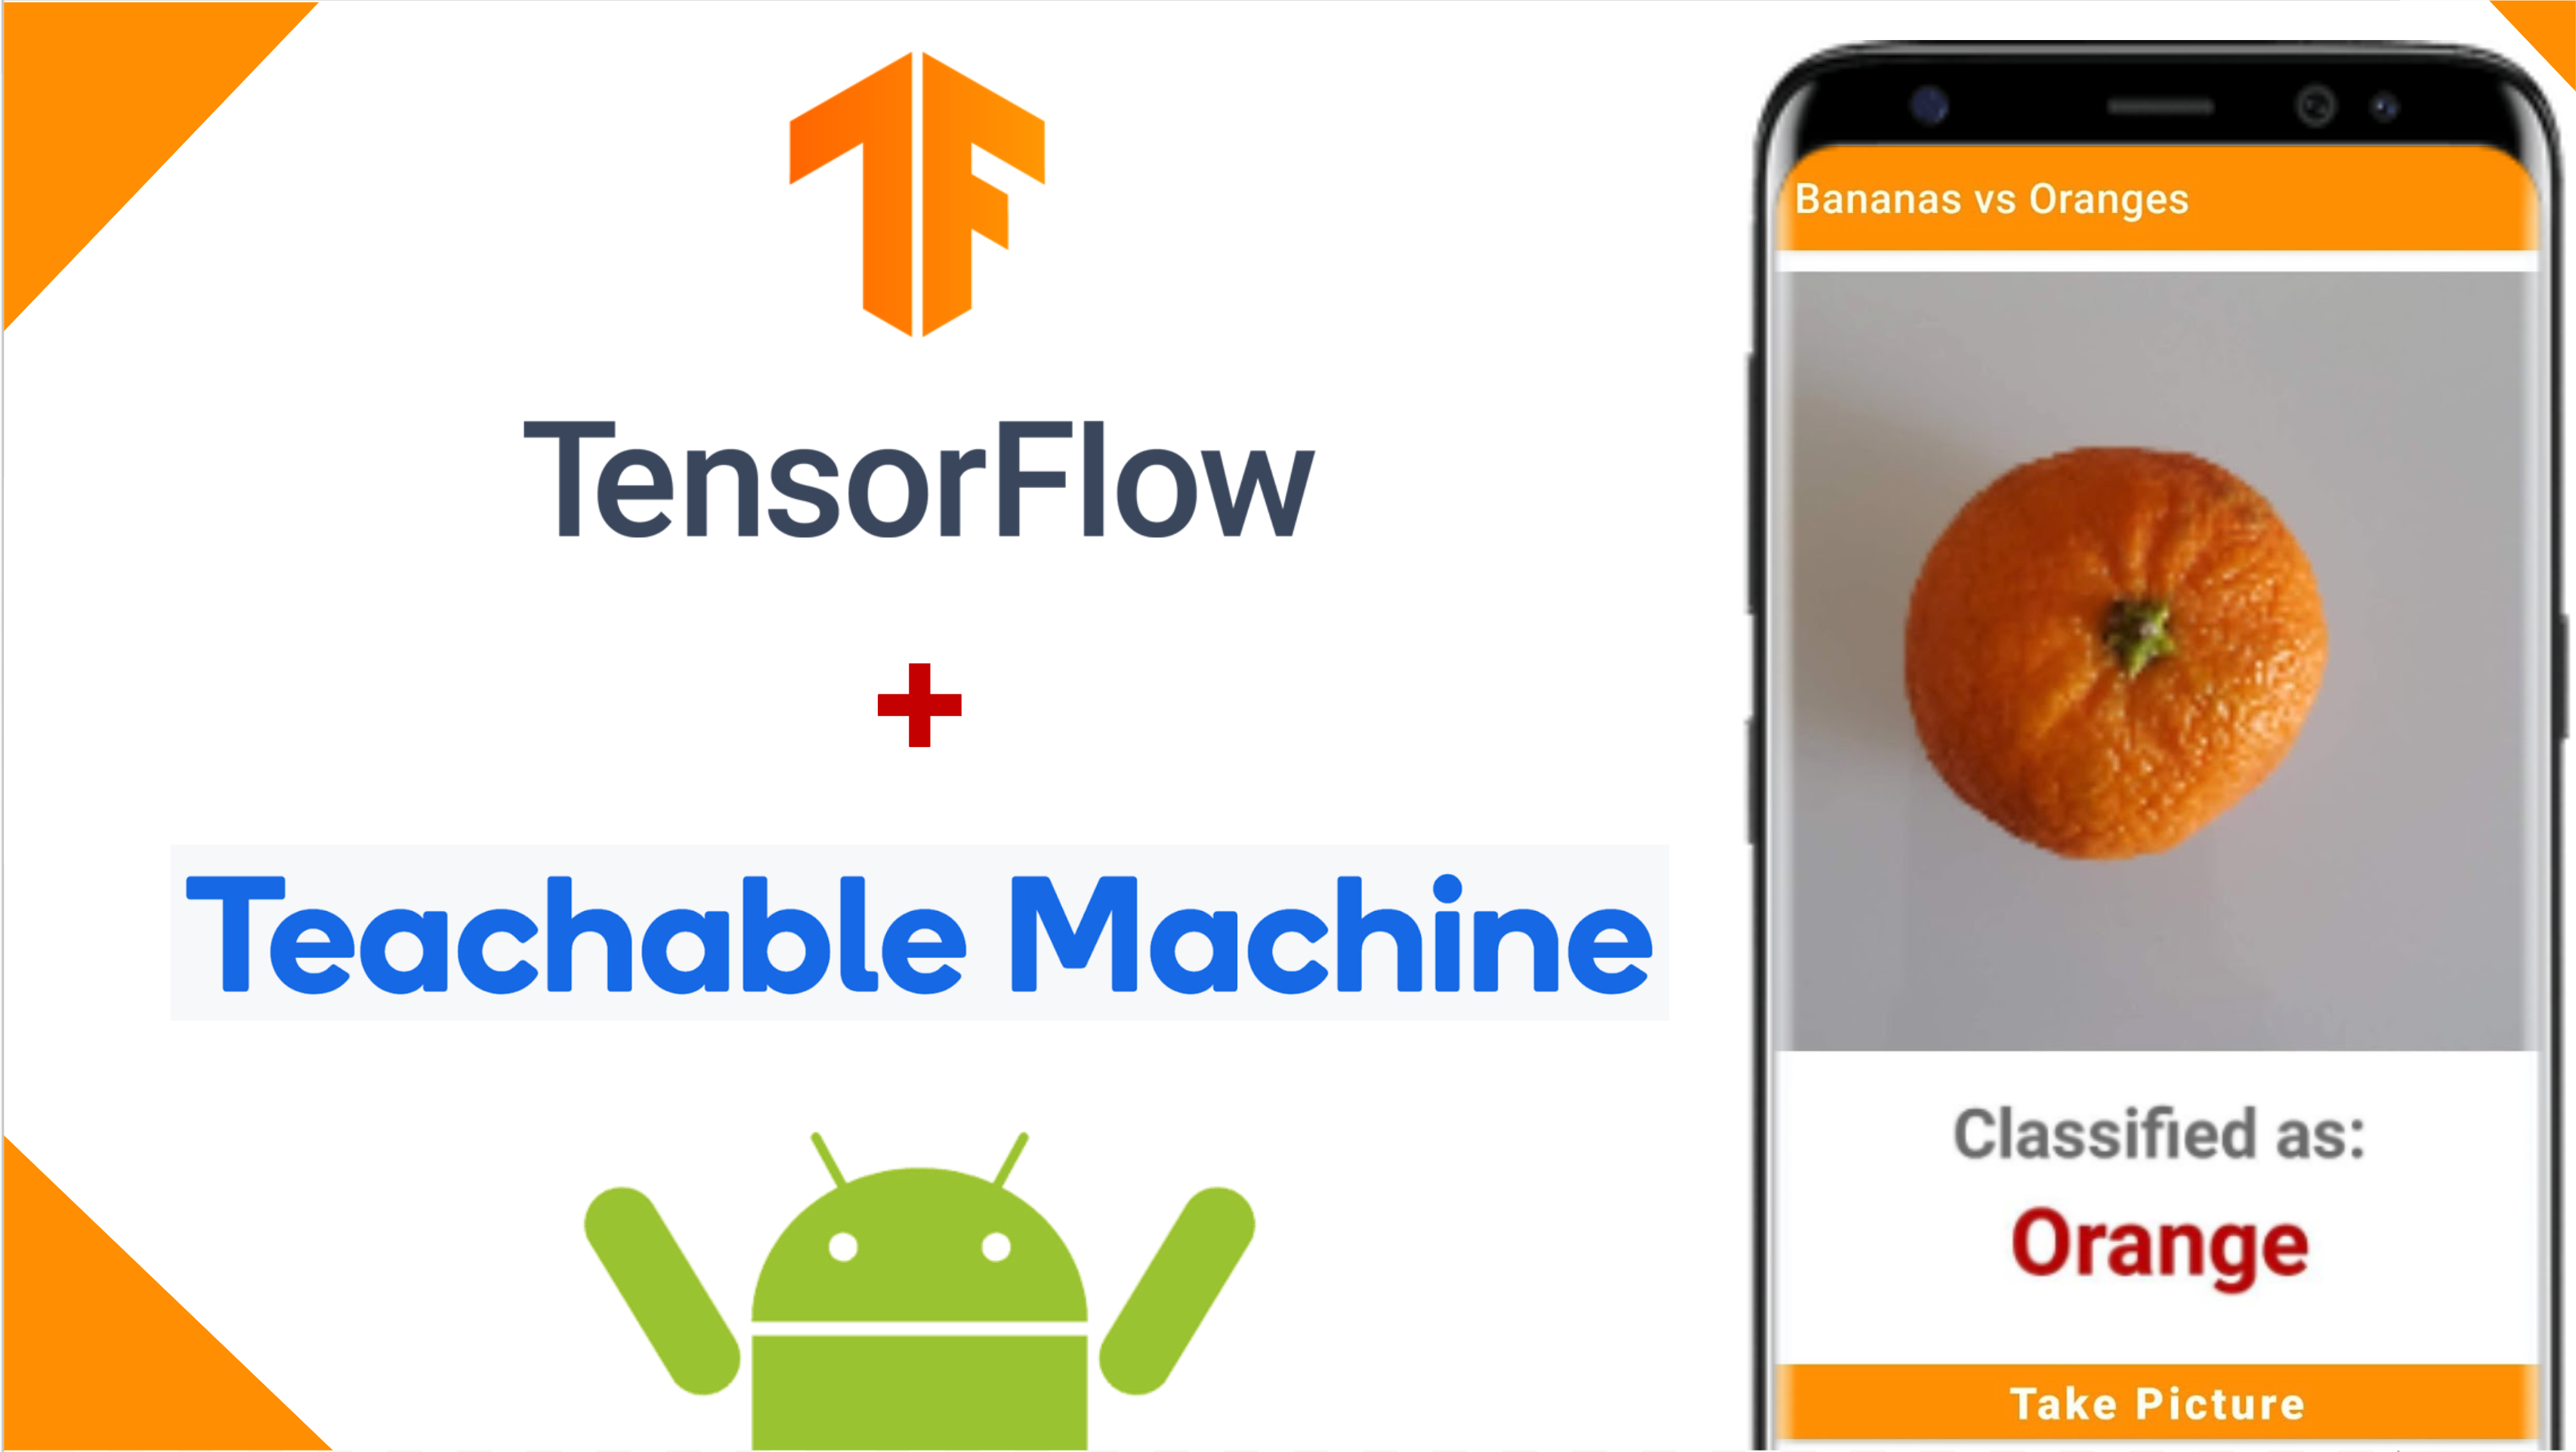 TensorFlow
+
Teachable Machine
Bananas vs Oranges
Classified as:
Orange
Take Picture